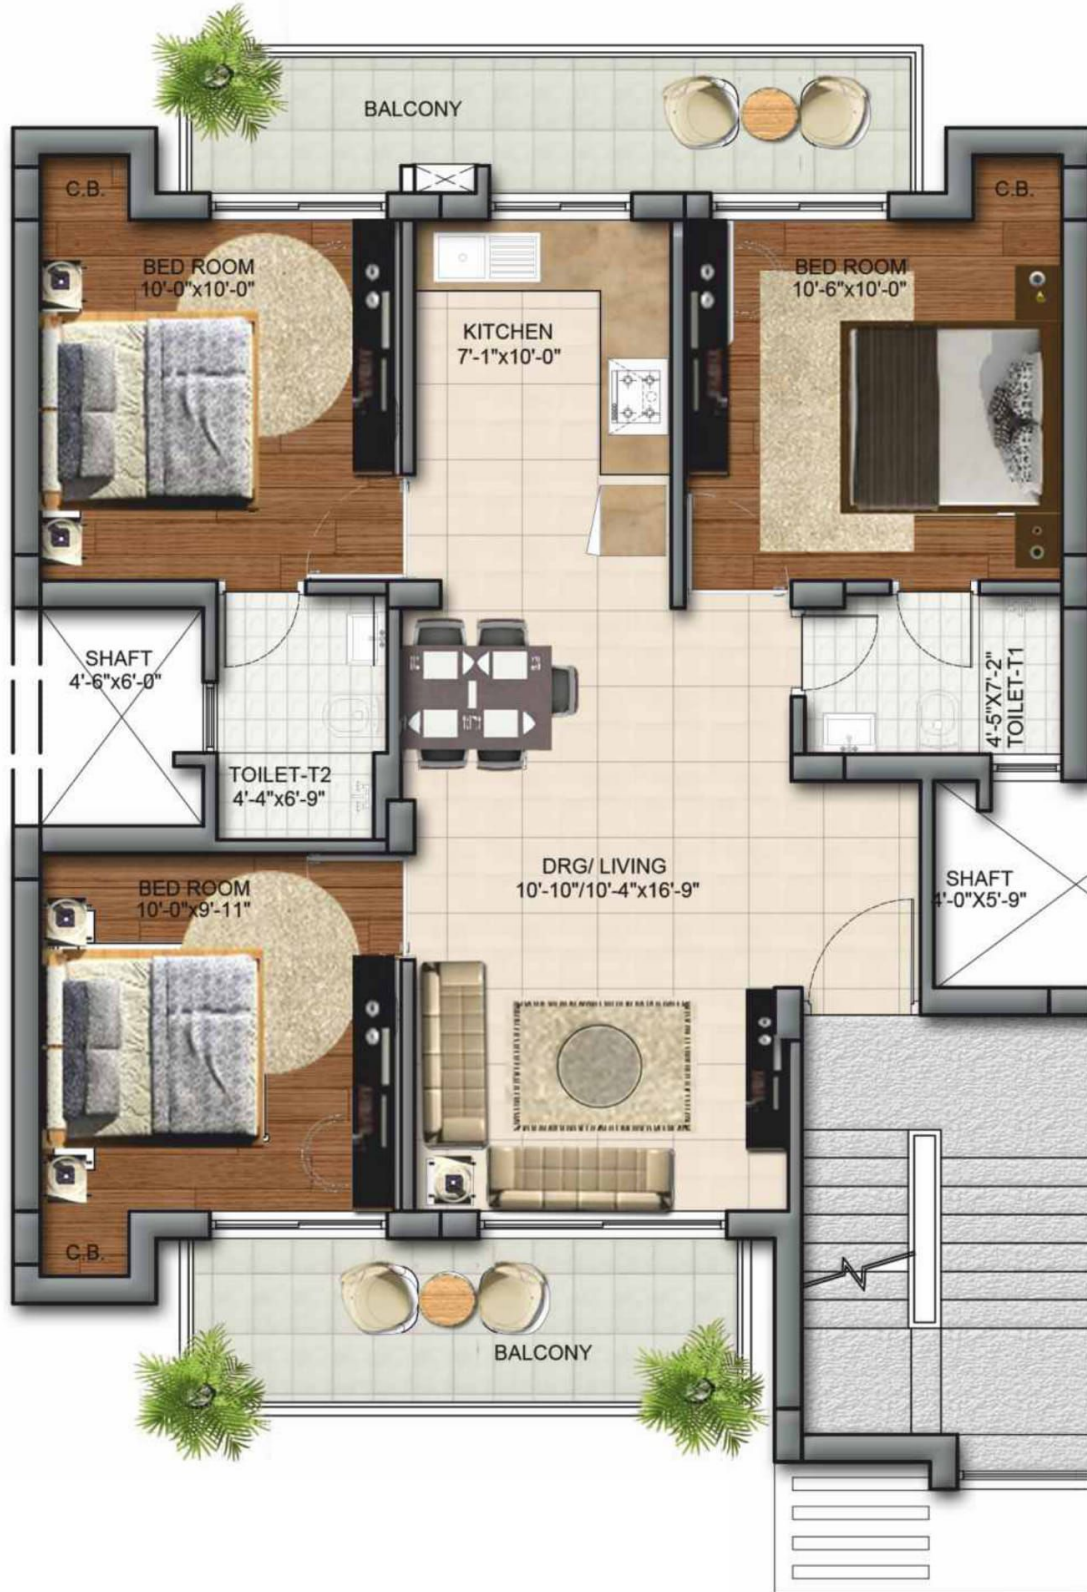 BALCONY
C.B.
C.B.
BED ROOM
10'-0"x10'-0"
BED ROOM
10'-6"x10'-0"
KITCHEN
7'-1"x10'-0"
SHAFT
4'-6"x6'-0"
4'-5"X7'-2"
TOILET-T1
TOILET-T2
4'-4"x6'-9"
DRG/ LIVING
10'-10"/10'-4"x16'-9"
BED ROOM
10'-0"x9'-11"
SHAFT
4'-0"X5'-9"
C.B.
BALCONY